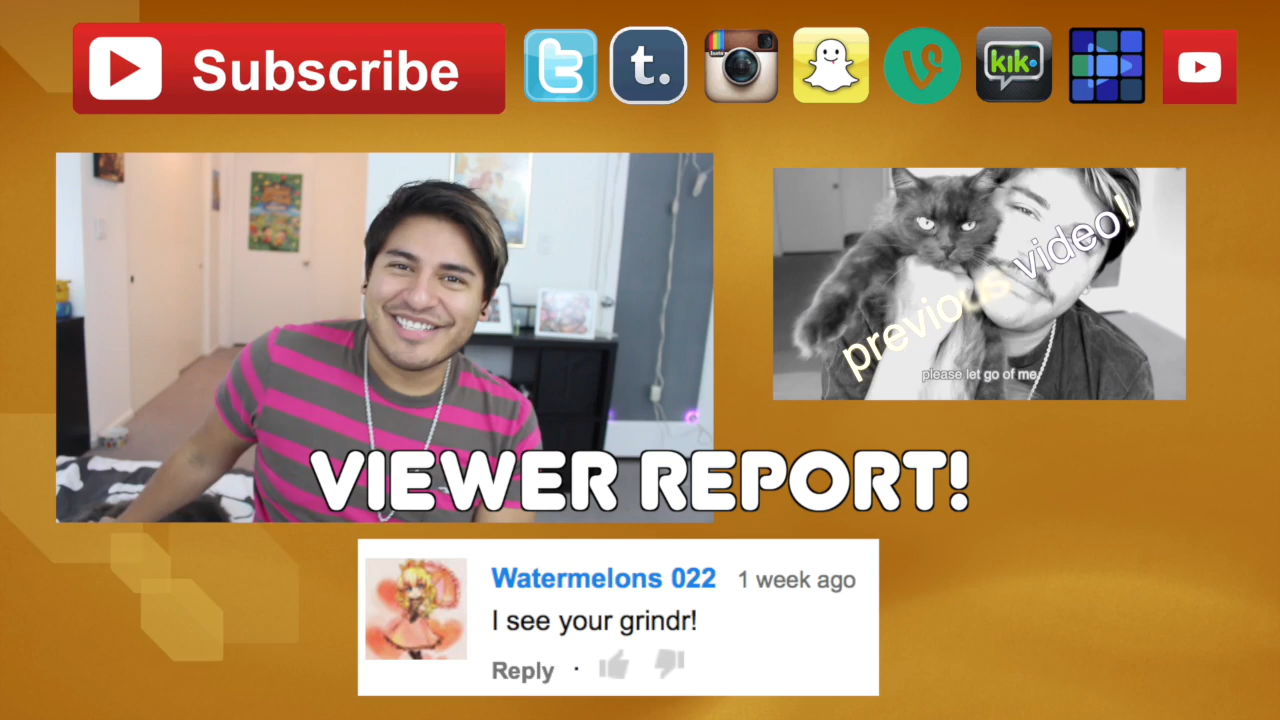 Subscribe
t.
kik
previous video!
please let go of me.
VIEWER REPORT!
Watermelons 022 1 week ago
I see your grindr!
Reply ·